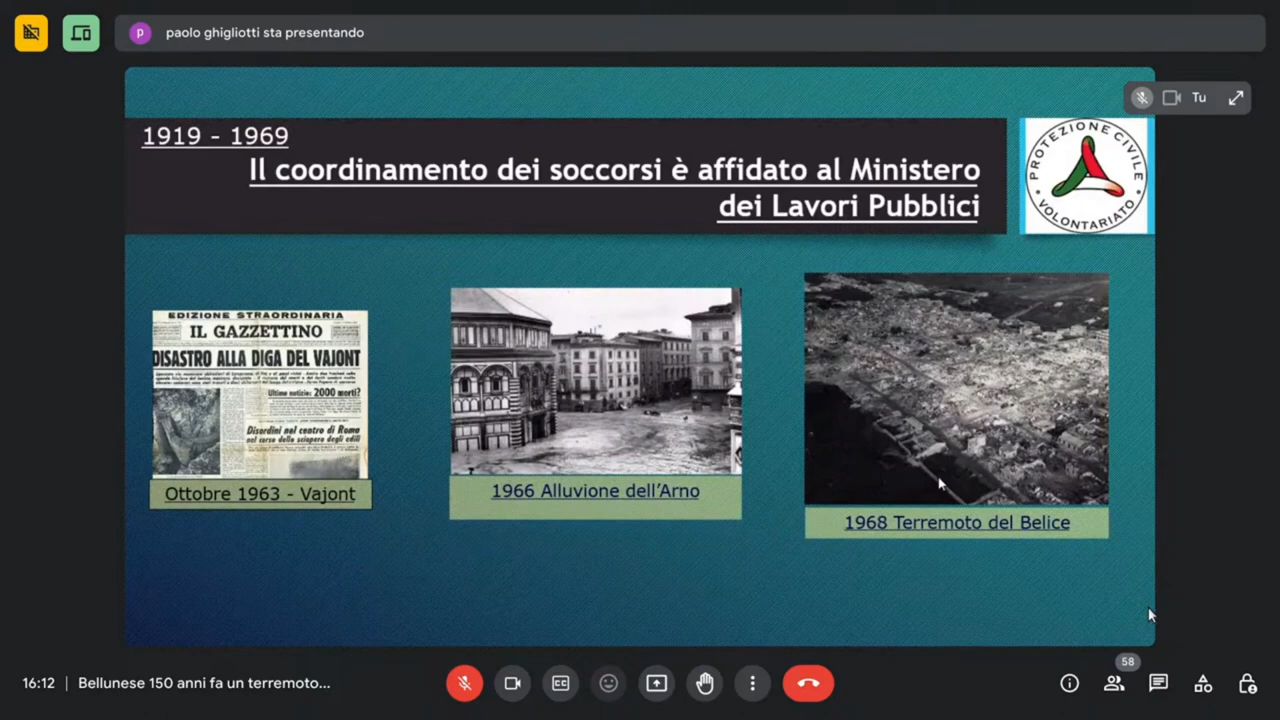 p paolo ghigliotti sta presentando
Tu
1919 - 1969
Il coordinamento dei soccorsi è affidato al Ministero
dei Lavori Pubblici
PROTEZIONE CIVILE
VOLONTARIATO
EDIZIONE STRAORDINARIA
IL GAZZETTINO
DISASTRO ALLA DIGA DEL VAJONT
Ultime notizie: 2000 morti?
Disordini nel centro di Roma
nel corso dello sciopero degli edili
Ottobre 1963 - Vajont
1966 Alluvione dell'Arno
1968 Terremoto del Belice
16:12 | Bellunese 150 anni fa un terremoto...
58